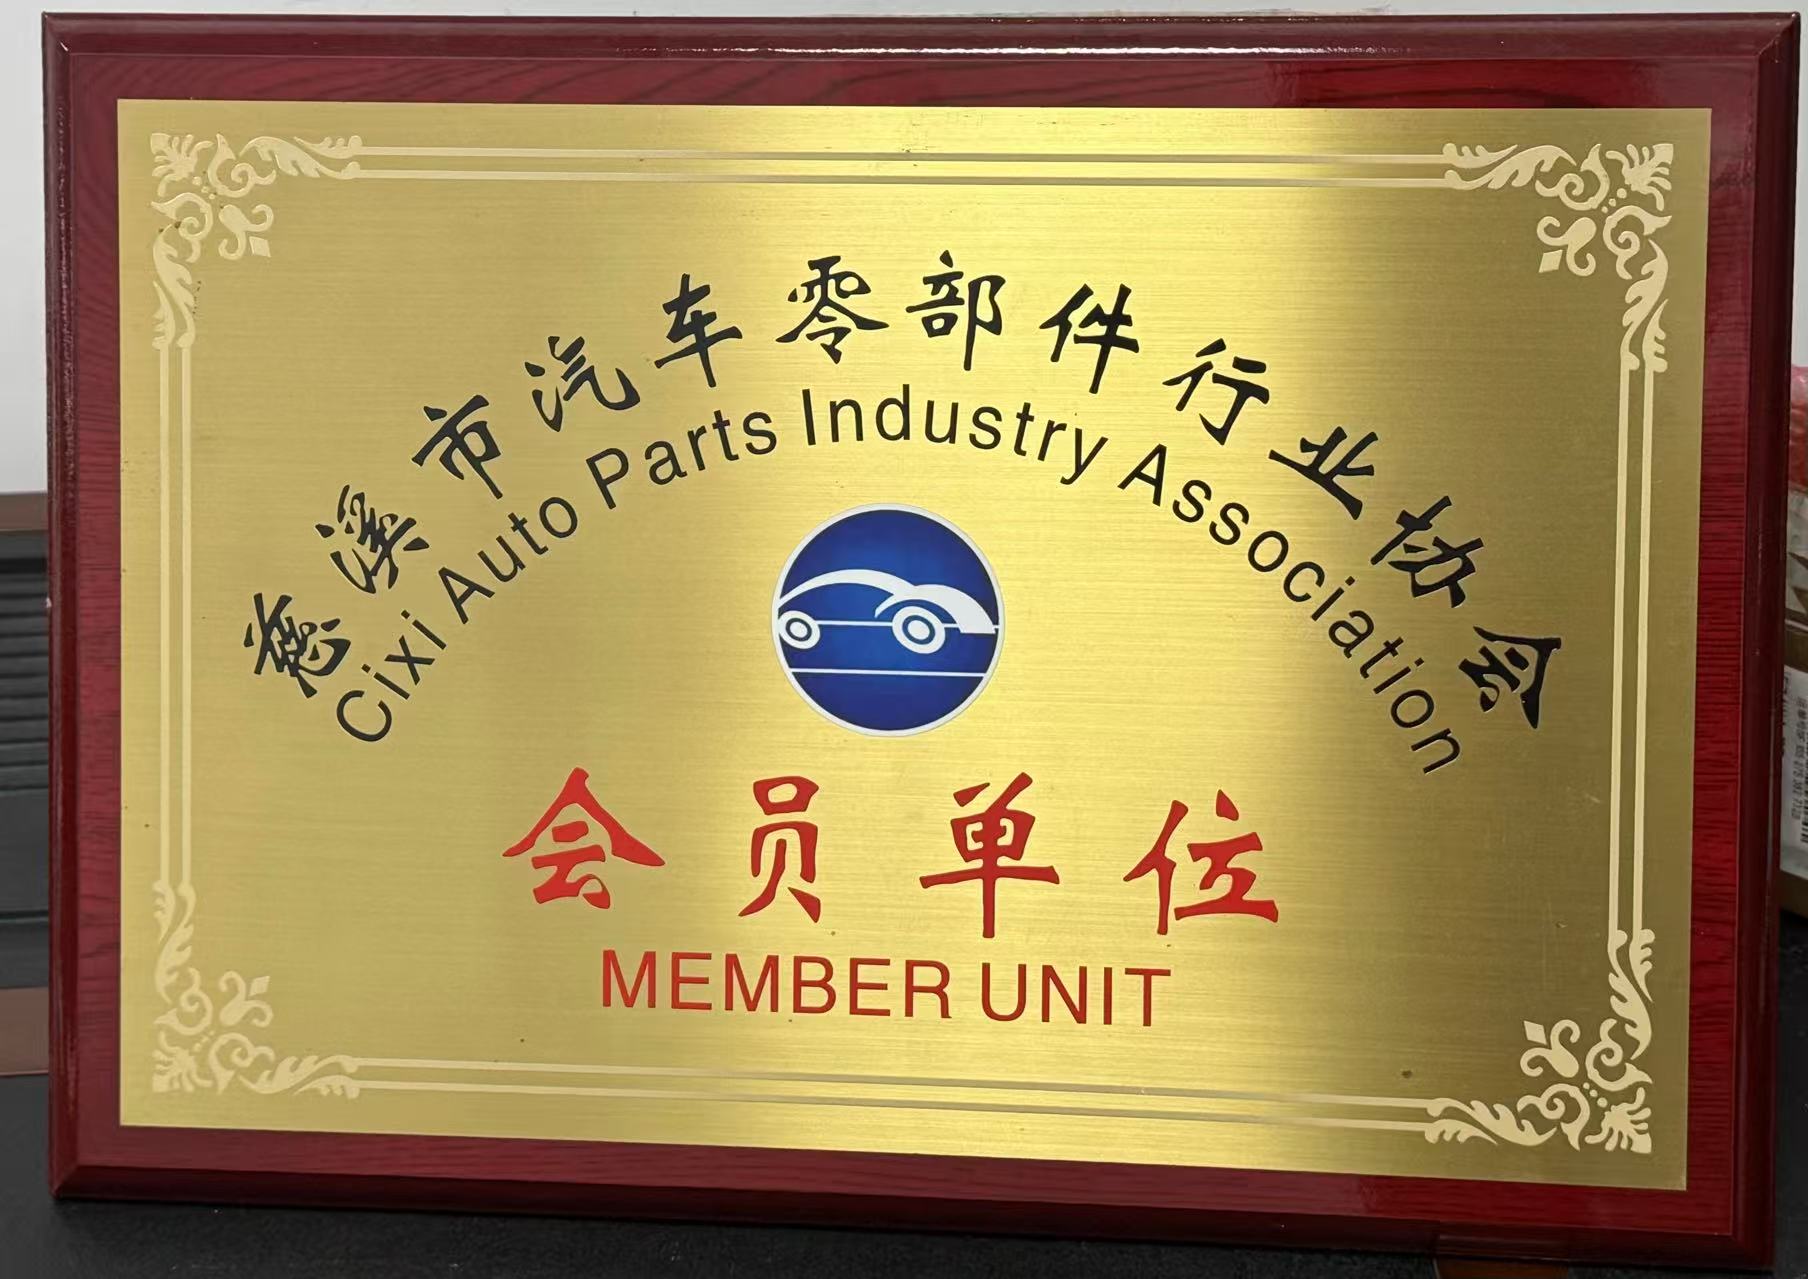 慈溪市汽车零部件行业协会
Cixi Auto Parts Industry Association
会员单位
MEMBER UNIT